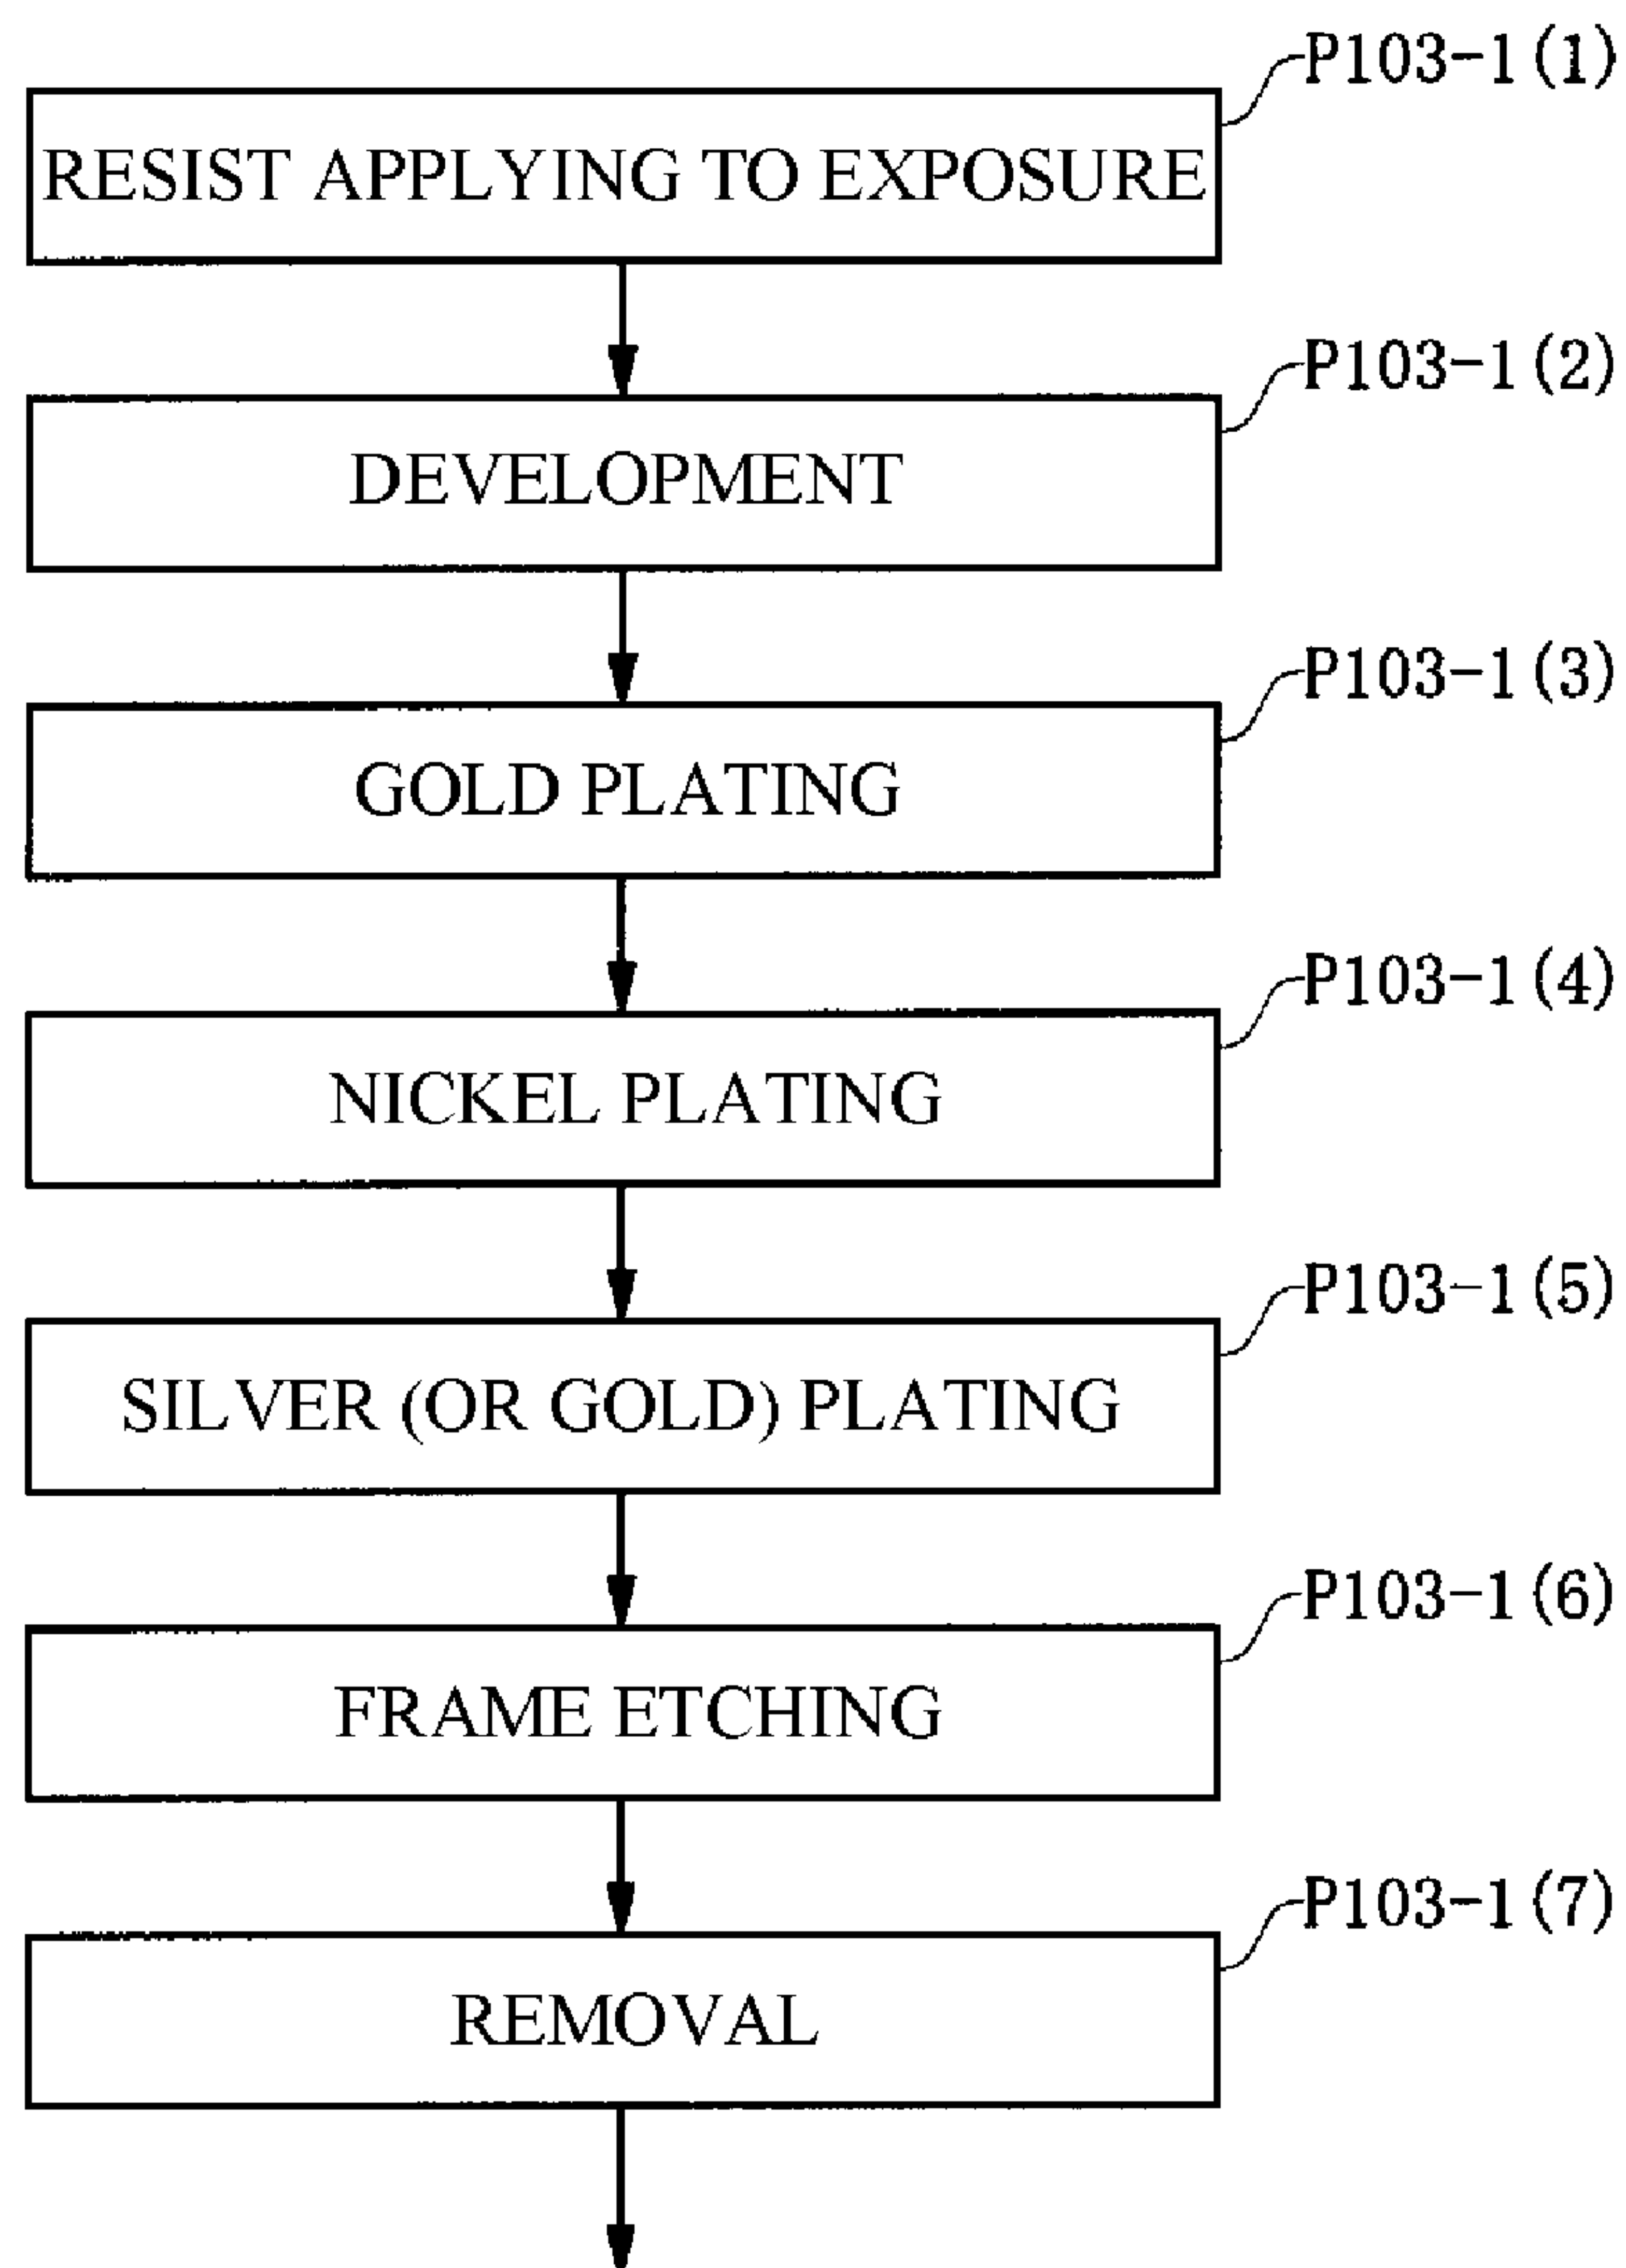 P103-1(1)
RESIST APPLYING TO EXPOSURE
P103-1(2)
DEVELOPMENT
P103-1(3)
GOLD PLATING
P103-1(4)
NICKEL PLATING
P103-1(5)
SILVER (OR GOLD) PLATING
P103-1(6)
FRAME ETCHING
P103-1(7)
REMOVAL